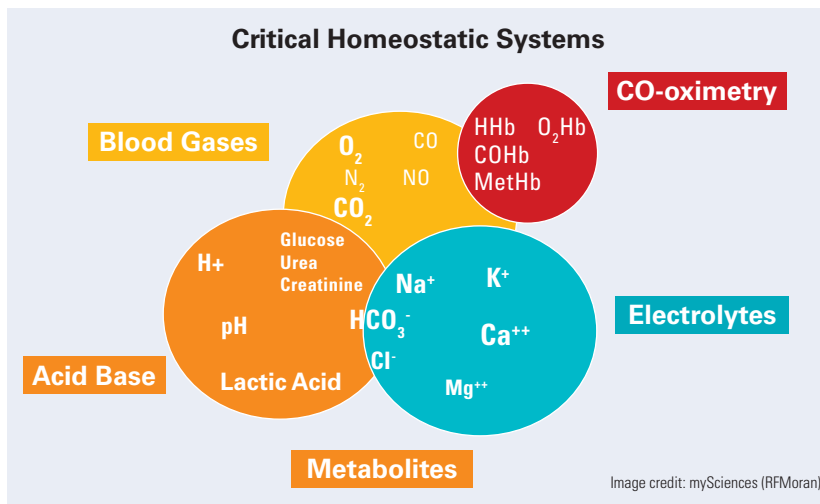 Critical Homeostatic Systems
CO-oximetry
Blood Gases
HHb O₂Hb
COHb
MetHb
O₂ CO
N₂ NO
CO₂
Glucose
Urea
Creatinine
H+
pH
Lactic Acid
Na⁺ K⁺
HCO₃⁻
Ca⁺⁺
Cl⁻
Mg⁺⁺
Electrolytes
Acid Base
Metabolites
Image credit: mySciences (RFMoran)